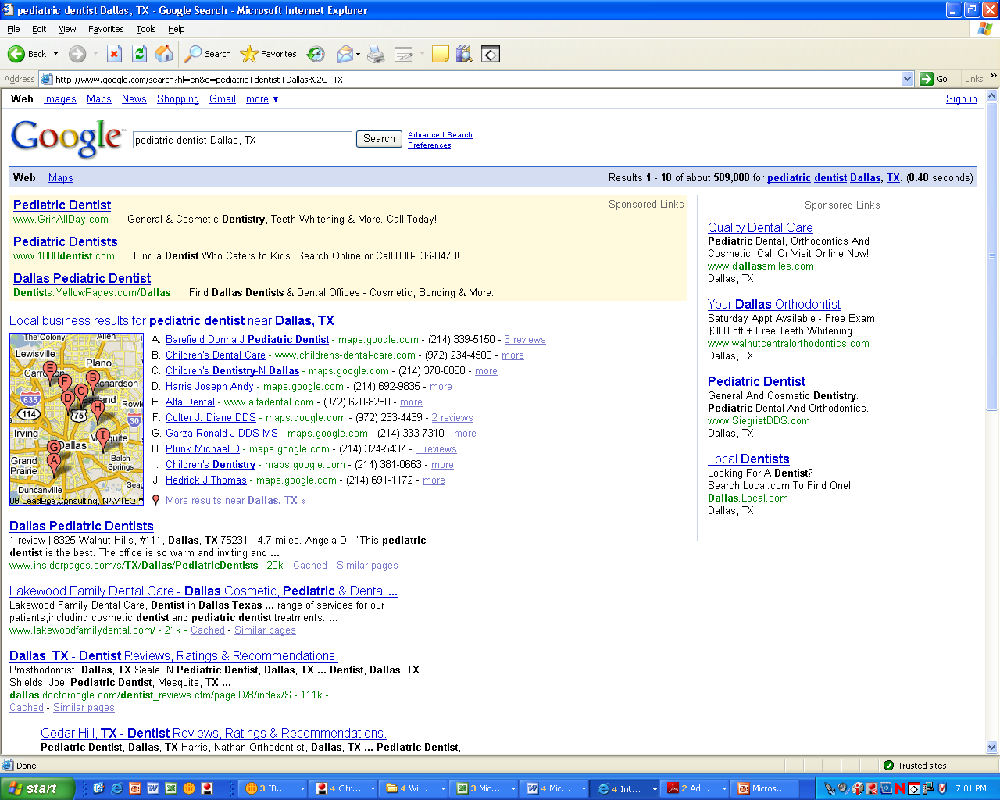 pediatric dentist Dallas, TX - Google Search - Microsoft Internet Explorer
File Edit View Favorites Tools Help
Back Search Favorites
Address http://www.google.com/search?hl=en&q=pediatric+dentist+Dallas%2C+TX Go Links »
Web Images Maps News Shopping Gmail more ▼ Sign in
Google™ pediatric dentist Dallas, TX Search Advanced Search
Preferences
Web Maps Results 1 - 10 of about 509,000 for pediatric dentist Dallas, TX. (0.40 seconds)
Sponsored Links
Pediatric Dentist
www.GrinAllDay.com General & Cosmetic Dentistry, Teeth Whitening & More. Call Today!
Pediatric Dentists
www.1800dentist.com Find a Dentist Who Caters to Kids. Search Online or Call 800-336-8478!
Dallas Pediatric Dentist
Dentists.YellowPages.com/Dallas Find Dallas Dentists & Dental Offices - Cosmetic, Bonding & More.
Local business results for pediatric dentist near Dallas, TX
The Colony Allen
Lewisville
Plano
Carrollton
Richardson
Garland
Rowle
635
114
75
30
Irving
Mesquite
Dallas
Grand
Prairie
Balch
Springs
Seago
Duncanville
08 LeadDog Consulting, NAVTEQ™
E
F
B
C
D
H
I
G
A
A. Barefield Donna J Pediatric Dentist - maps.google.com - (214) 339-5150 - 3 reviews
B. Children's Dental Care - www.childrens-dental-care.com - (972) 234-4500 - more
C. Children's Dentistry-N Dallas - maps.google.com - (214) 378-8868 - more
D. Harris Joseph Andy - maps.google.com - (214) 692-9835 - more
E. Alfa Dental - www.alfadental.com - (972) 620-8280 - more
F. Colter J. Diane DDS - maps.google.com - (972) 233-4439 - 2 reviews
G. Garza Ronald J DDS MS - maps.google.com - (214) 333-7310 - more
H. Plunk Michael D - maps.google.com - (214) 324-5437 - 3 reviews
I. Children's Dentistry - maps.google.com - (214) 381-0663 - more
J. Hedrick J Thomas - maps.google.com - (214) 691-1172 - more
More results near Dallas, TX »
Dallas Pediatric Dentists
1 review | 8325 Walnut Hills, #111, Dallas, TX 75231 - 4.7 miles. Angela D., "This pediatric
dentist is the best. The office is so warm and inviting and ...
www.insiderpages.com/s/TX/Dallas/PediatricDentists - 20k - Cached - Similar pages
Lakewood Family Dental Care - Dallas Cosmetic, Pediatric & Dental ...
Lakewood Family Dental Care, Dentist in Dallas Texas ... range of services for our
patients,including cosmetic dentist and pediatric dentist treatments. ...
www.lakewoodfamilydental.com/ - 21k - Cached - Similar pages
Dallas, TX - Dentist Reviews, Ratings & Recommendations.
Prosthodontist, Dallas, TX Seale, N Pediatric Dentist, Dallas, TX ... Dentist, Dallas, TX
Shields, Joel Pediatric Dentist, Mesquite, TX ...
dallas.doctoroogle.com/dentist_reviews.cfm/pageID/8/index/S - 111k -
Cached - Similar pages
Cedar Hill, TX - Dentist Reviews, Ratings & Recommendations.
Pediatric Dentist, Dallas, TX Harris, Nathan Orthodontist, Dallas, TX ... Pediatric Dentist,
Sponsored Links
Quality Dental Care
Pediatric Dental, Orthodontics And
Cosmetic. Call Or Visit Online Now!
www.dallassmiles.com
Dallas, TX
Your Dallas Orthodontist
Saturday Appt Available - Free Exam
$300 off + Free Teeth Whitening
www.walnutcentralorthodontics.com
Dallas, TX
Pediatric Dentist
General And Cosmetic Dentistry.
Pediatric Dental And Orthodontics.
www.SiegristDDS.com
Dallas, TX
Local Dentists
Looking For A Dentist?
Search Local.com To Find One!
Dallas.Local.com
Dallas, TX
Done Trusted sites
start 3 IB... 4 Citr... 4 Wi... 3 Mic... 4 Mic... 4 Int... 2 Ad... Micros... 7:01 PM